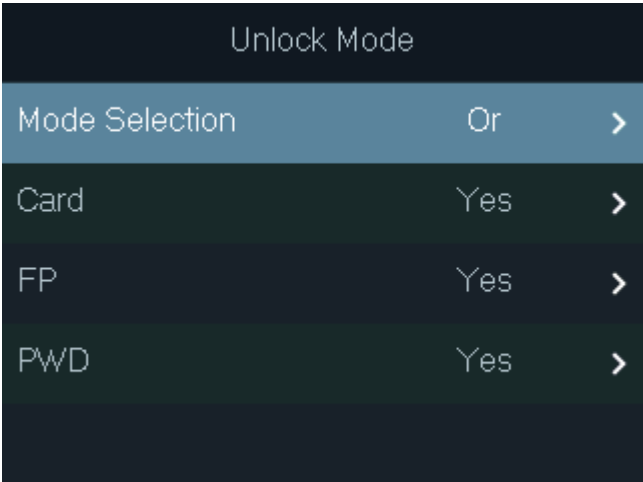 Unlock Mode
Mode Selection Or >
Card Yes >
FP Yes >
PWD Yes >